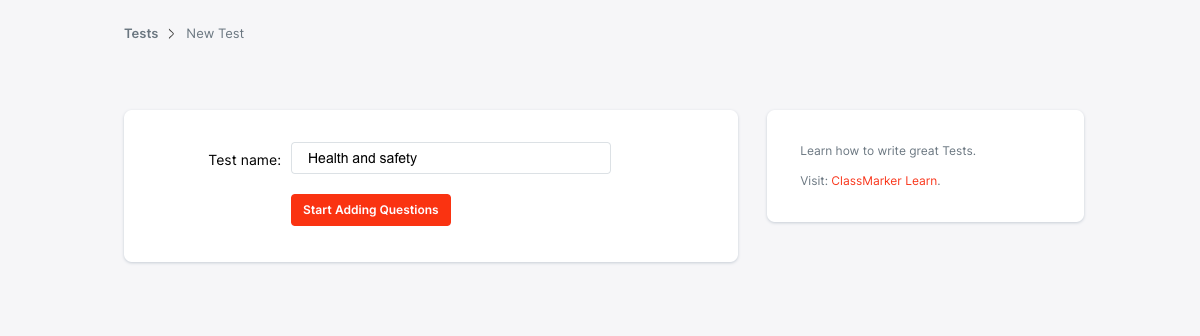 Tests > New Test
Test name: Health and safety
Start Adding Questions
Learn how to write great Tests.
Visit: ClassMarker Learn.